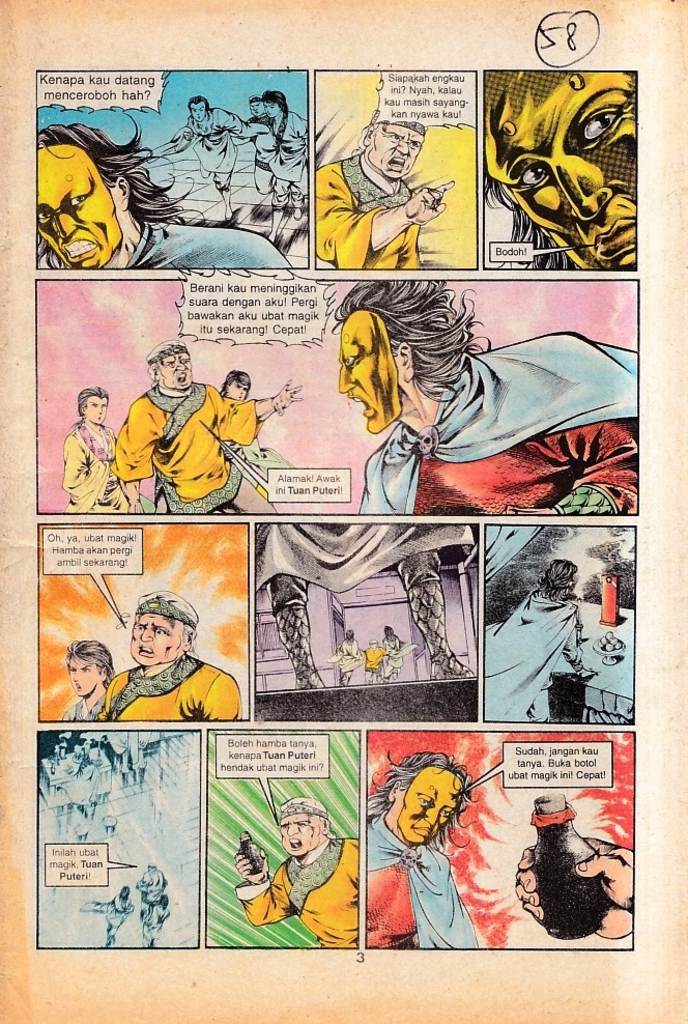 58
Kenapa kau datang
menceroboh hah?
Siapakah engkau
ini? Nyah, kalau
kau masih sayang-
kan nyawa kau!
Bodoh!
Berani kau meninggikan
suara dengan aku! Pergi
bawakan aku ubat magik
itu sekarang! Cepat!
Alamak! Awak
ini Tuan Puteri!
Oh, ya, ubat magik!
Hamba akan pergi
ambil sekarang!
Inilah ubat
magik, Tuan
Puteri!
Boleh hamba tanya,
kenapa Tuan Puteri
hendak ubat magik ini?
Sudah, jangan kau
tanya. Buka botol
ubat magik ini! Cepat!
3